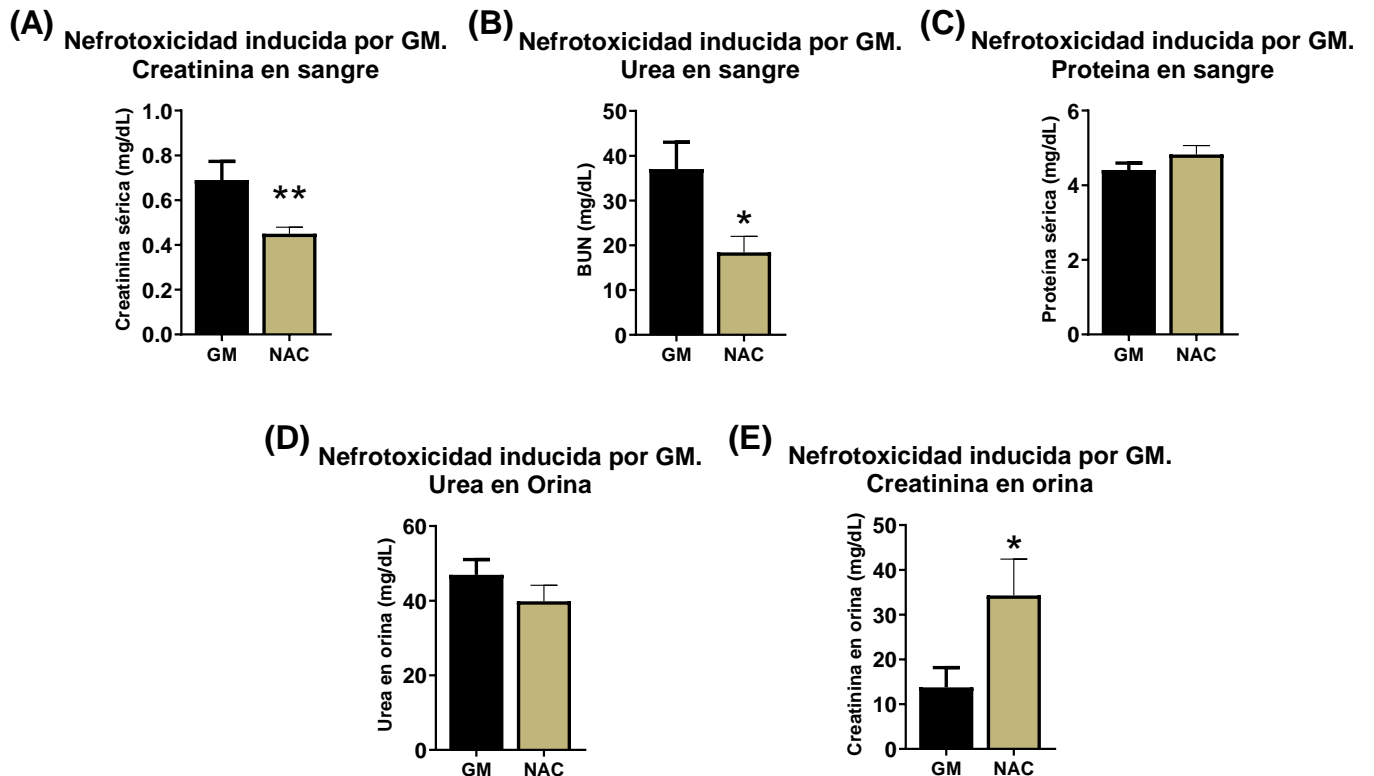 (A)
Nefrotoxicidad inducida por GM.
Creatinina en sangre
Creatinina sérica (mg/dL)
1.0
0.8
0.6
0.4
0.2
0.0
**
GM NAC
(B)
Nefrotoxicidad inducida por GM.
Urea en sangre
BUN (mg/dL)
50
40
30
20
10
0
*
GM NAC
(C)
Nefrotoxicidad inducida por GM.
Proteina en sangre
Proteína sérica (mg/dL)
6
4
2
0
GM NAC
(D)
Nefrotoxicidad inducida por GM.
Urea en Orina
Urea en orina (mg/dL)
60
40
20
0
GM NAC
(E)
Nefrotoxicidad inducida por GM.
Creatinina en orina
Creatinina en orina (mg/dL)
50
40
30
20
10
0
*
GM NAC